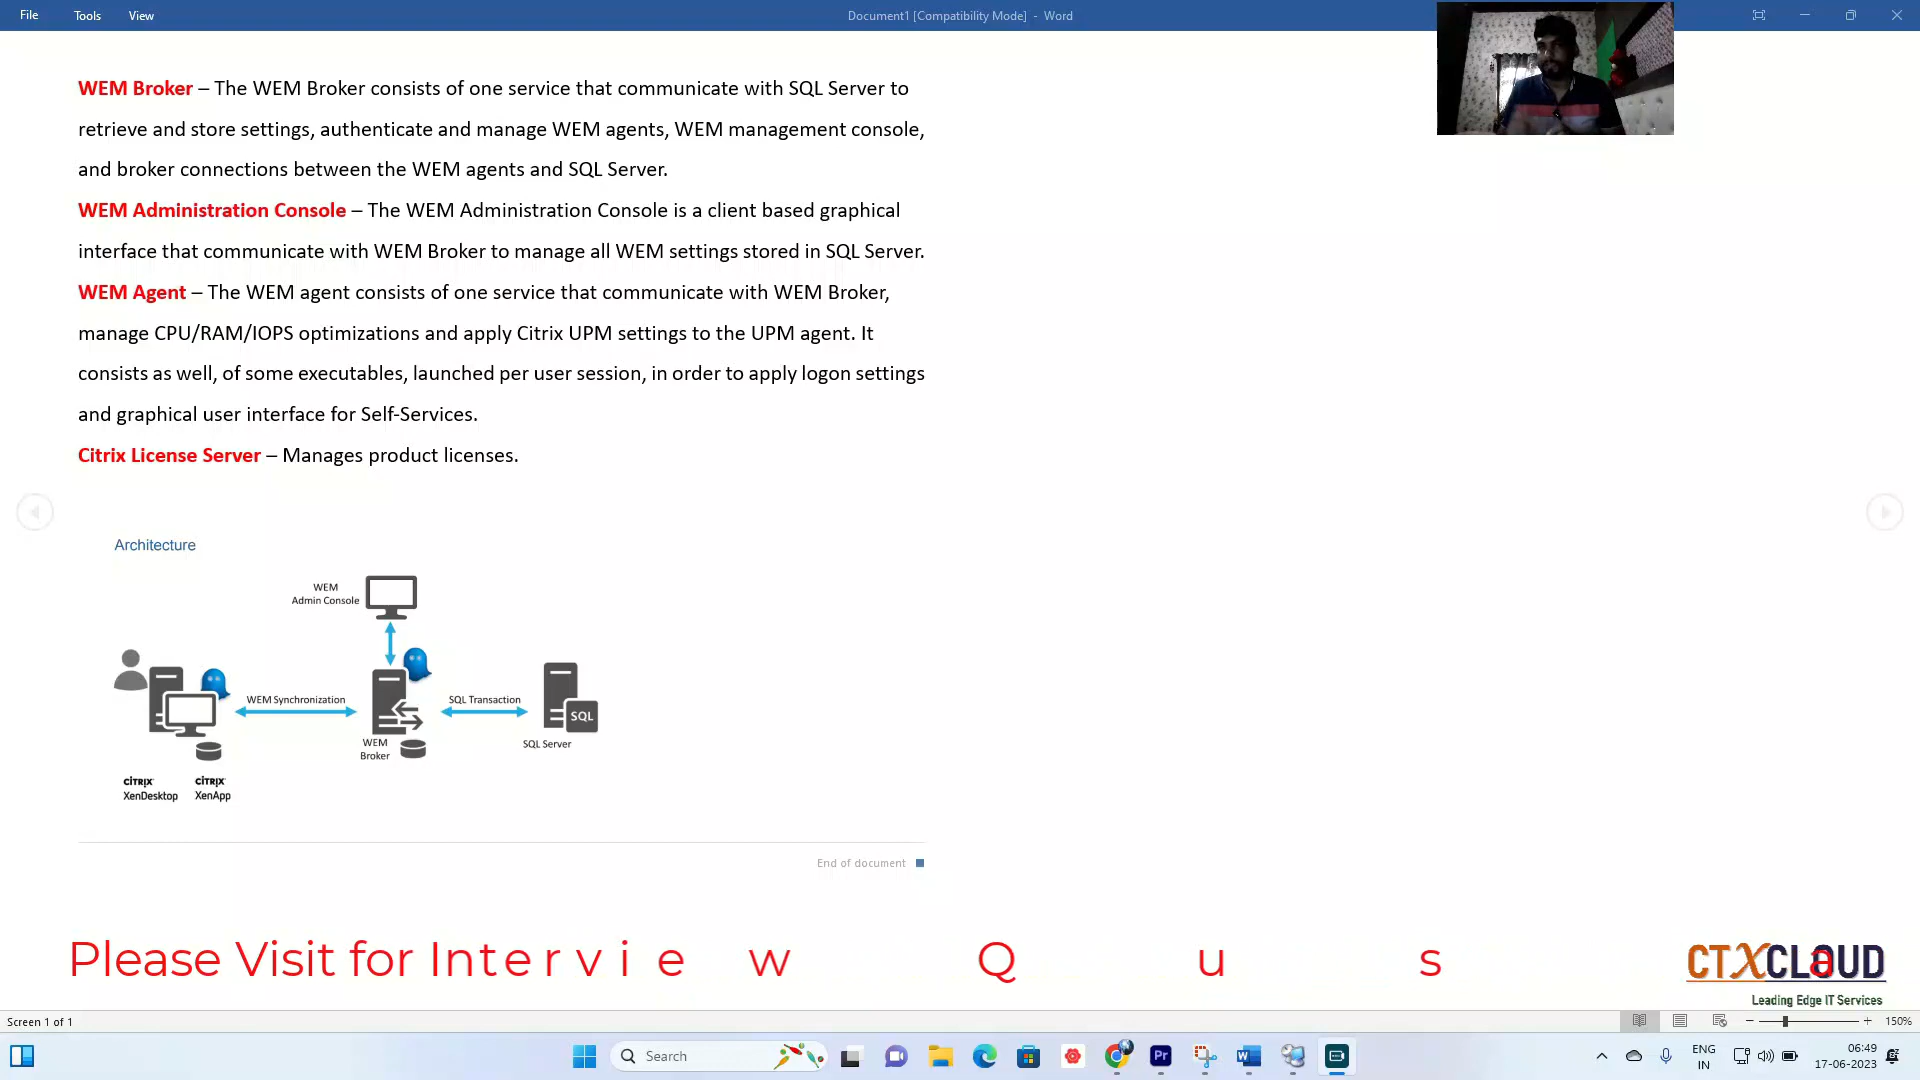 File Tools View Document1 [Compatibility Mode] - Word
WEM Broker – The WEM Broker consists of one service that communicate with SQL Server to
retrieve and store settings, authenticate and manage WEM agents, WEM management console,
and broker connections between the WEM agents and SQL Server.
WEM Administration Console – The WEM Administration Console is a client based graphical
interface that communicate with WEM Broker to manage all WEM settings stored in SQL Server.
WEM Agent – The WEM agent consists of one service that communicate with WEM Broker,
manage CPU/RAM/IOPS optimizations and apply Citrix UPM settings to the UPM agent. It
consists as well, of some executables, launched per user session, in order to apply logon settings
and graphical user interface for Self-Services.
Citrix License Server – Manages product licenses.
Architecture
WEM
Admin Console
WEM Synchronization
SQL Transaction
SQL
WEM
Broker
SQL Server
CITRIX CITRIX
XenDesktop XenApp
End of document
Please Visit for Interview Q u s a
CTXCLOUD
Leading Edge IT Services
Screen 1 of 1
150%
Search
Pr
ENG
IN
06:49
17-06-2023